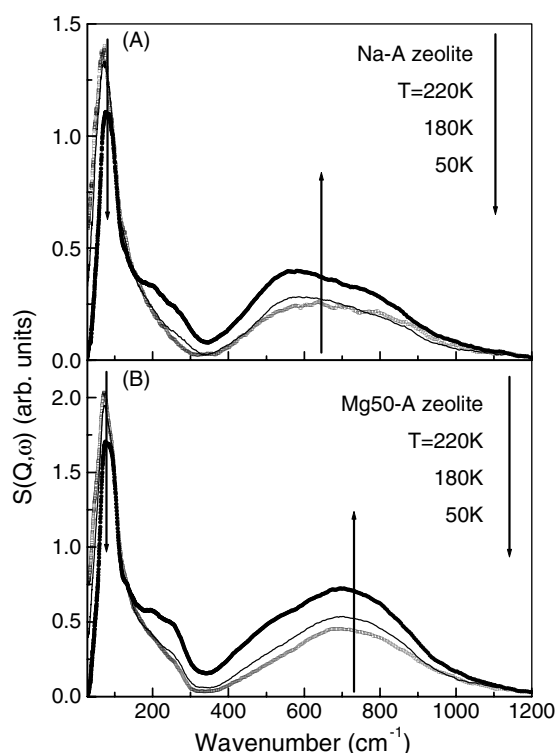 (A)
Na-A zeolite
T=220K
180K
50K
1.5
1.0
0.5
0.0
(B)
Mg50-A zeolite
T=220K
180K
50K
2.0
1.5
1.0
0.5
0.0
S(Q,ω) (arb. units)
200 400 600 800 1000 1200
Wavenumber (cm⁻¹)